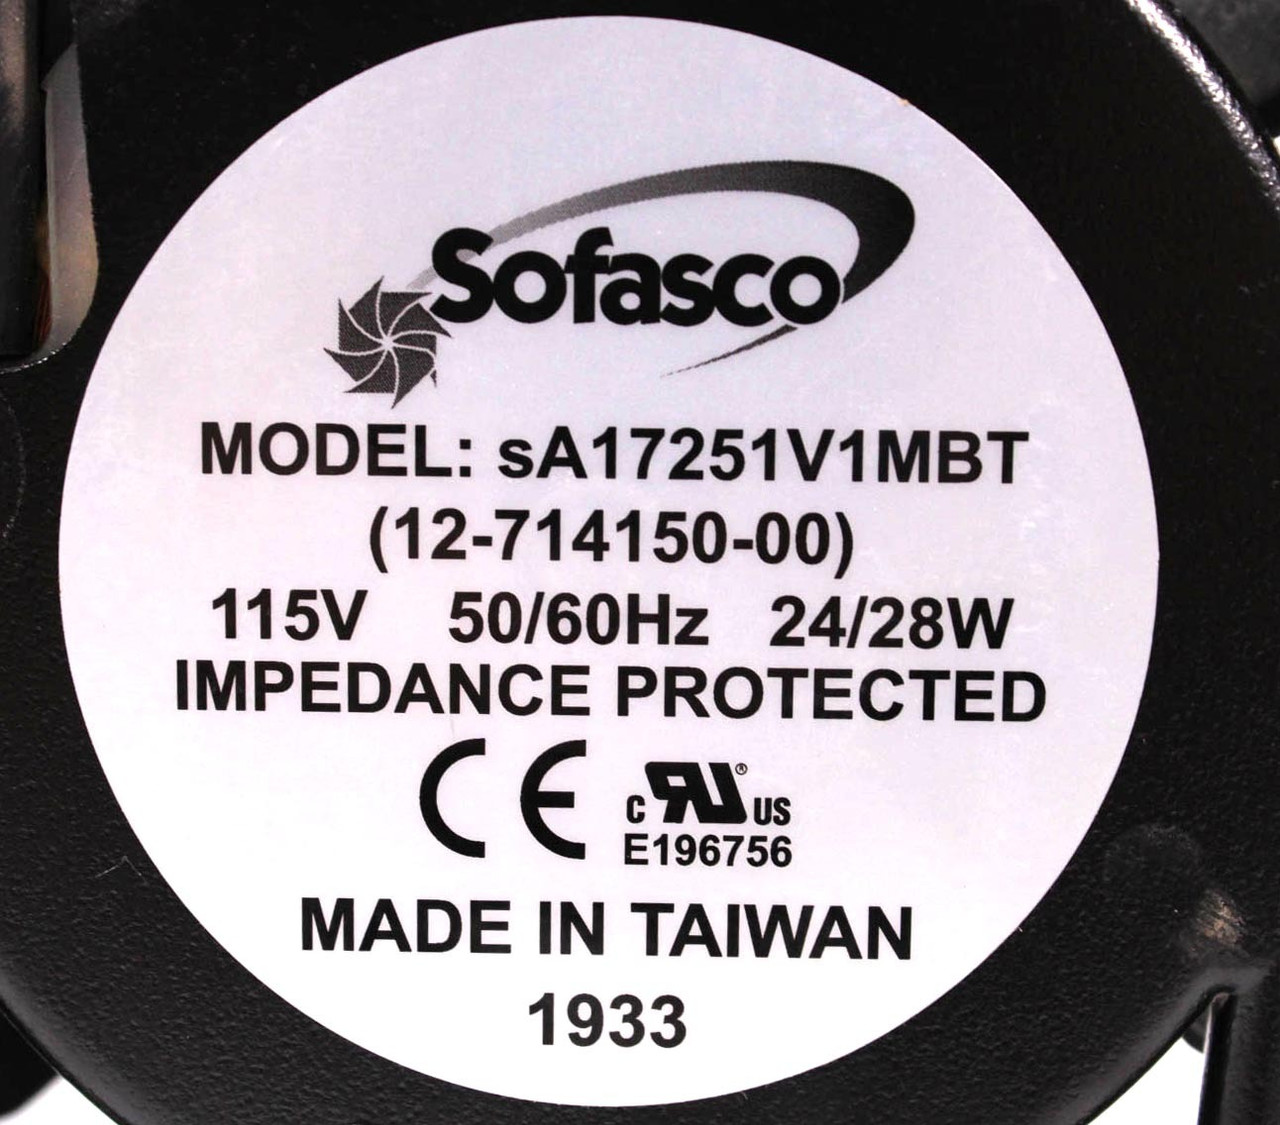 Sofasco
MODEL: sA17251V1MBT
(12-714150-00)
115V 50/60Hz 24/28W
IMPEDANCE PROTECTED
CE c RU® US
E196756
MADE IN TAIWAN
1933